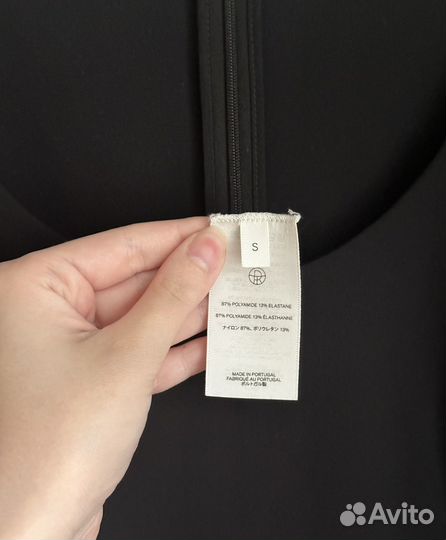 S
87% POLYAMIDE 13% ELASTANE
87% POLYAMIDE 13% ÉLASTHANNE
ナイロン 87%、ポリウレタン 13%
MADE IN PORTUGAL
FABRIQUÉ AU PORTUGAL
ポルトガル製
Avito